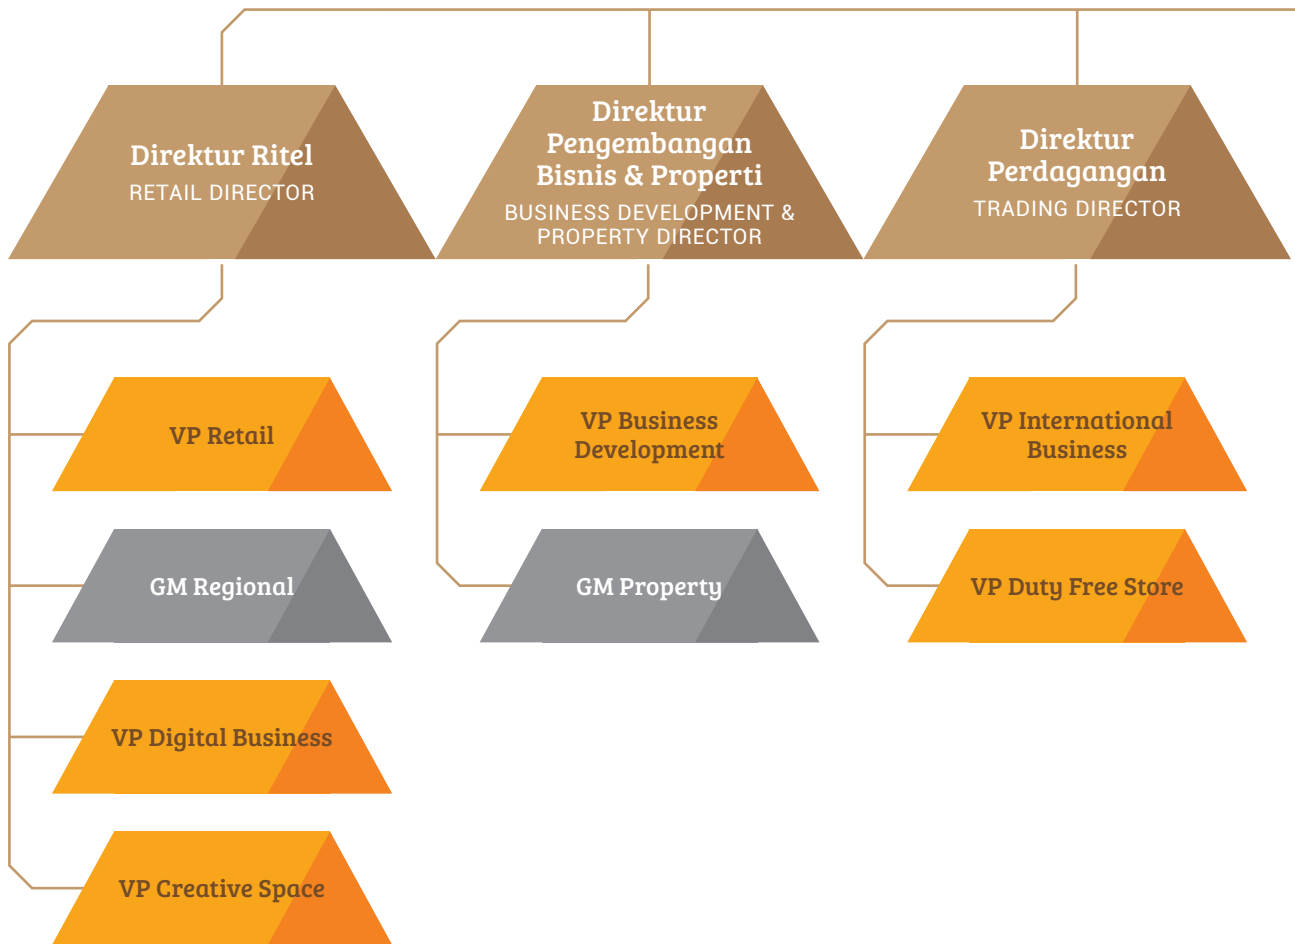 Direktur Ritel
RETAIL DIRECTOR
Direktur
Pengembangan
Bisnis & Properti
BUSINESS DEVELOPMENT &
PROPERTY DIRECTOR
Direktur
Perdagangan
TRADING DIRECTOR
VP Retail
GM Regional
VP Digital Business
VP Creative Space
VP Business
Development
GM Property
VP International
Business
VP Duty Free Store